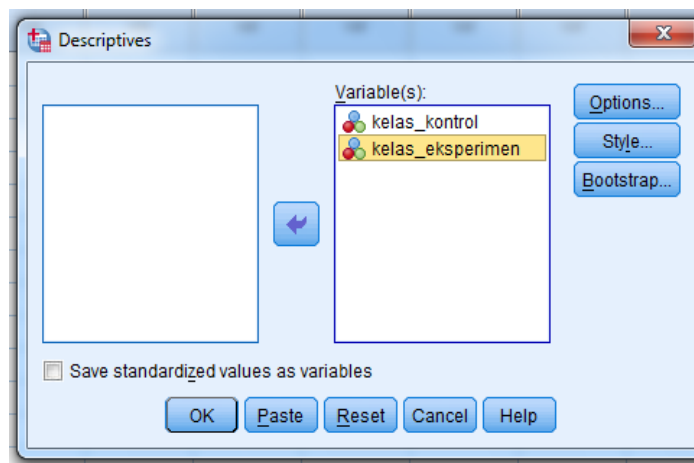 Descriptives
Variable(s):
kelas_kontrol
kelas_eksperimen
Options...
Style...
Bootstrap...
Save standardized values as variables
OK Paste Reset Cancel Help